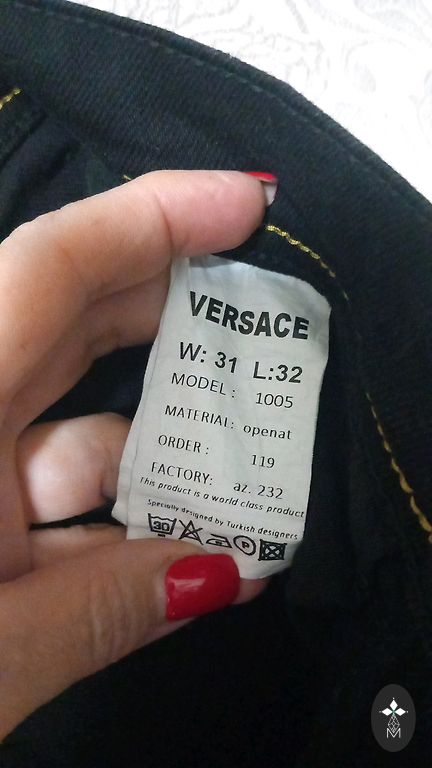 VERSACE
W: 31 L:32
MODEL : 1005
MATERIAL: openat
ORDER : 119
FACTORY: az. 232
This product is a world class product
Specially designed by Turkish designers
30 P
M